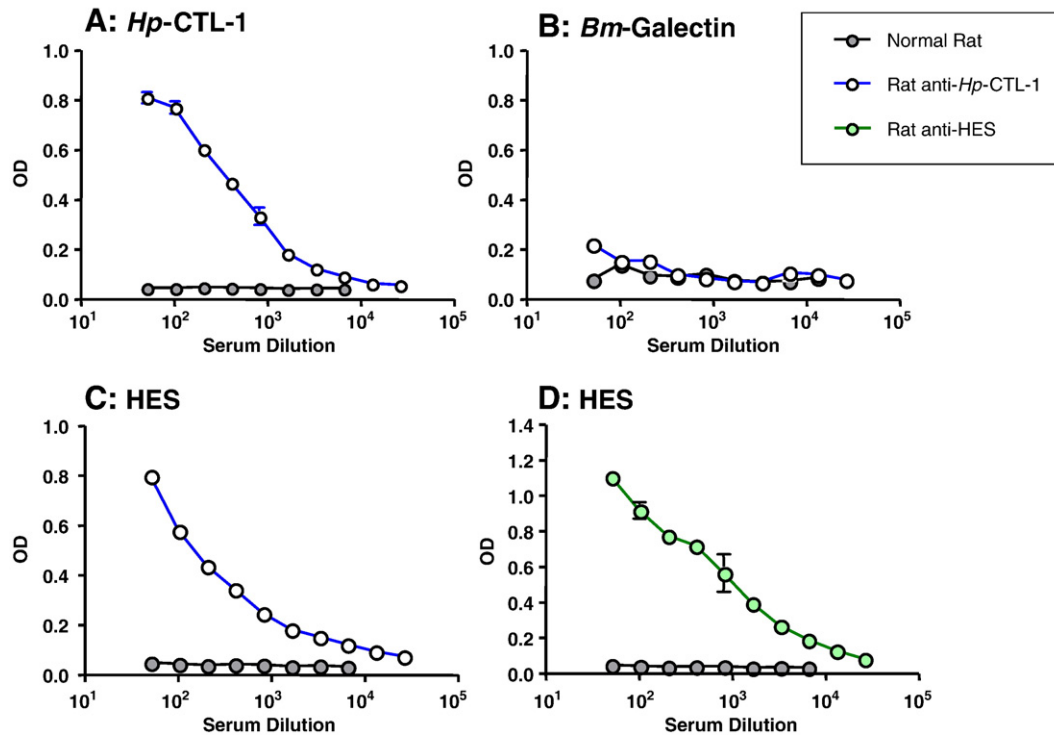 A: Hp-CTL-1
1.0
0.8
0.6
0.4
0.2
0.0
OD
10¹ 10² 10³ 10⁴ 10⁵
Serum Dilution
B: Bm-Galectin
1.0
0.8
0.6
0.4
0.2
0.0
OD
10¹ 10² 10³ 10⁴ 10⁵
Serum Dilution
Normal Rat
Rat anti-Hp-CTL-1
Rat anti-HES
C: HES
1.0
0.8
0.6
0.4
0.2
0.0
OD
10¹ 10² 10³ 10⁴ 10⁵
Serum Dilution
D: HES
1.4
1.2
1.0
0.8
0.6
0.4
0.2
0.0
OD
10¹ 10² 10³ 10⁴ 10⁵
Serum Dilution